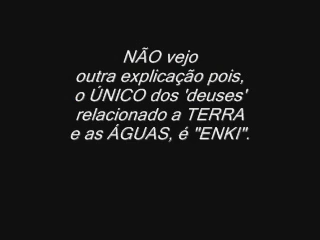 NÃO vejo
outra explicação pois,
o ÚNICO dos 'deuses'
relacionado a TERRA
e as ÁGUAS, é "ENKI".